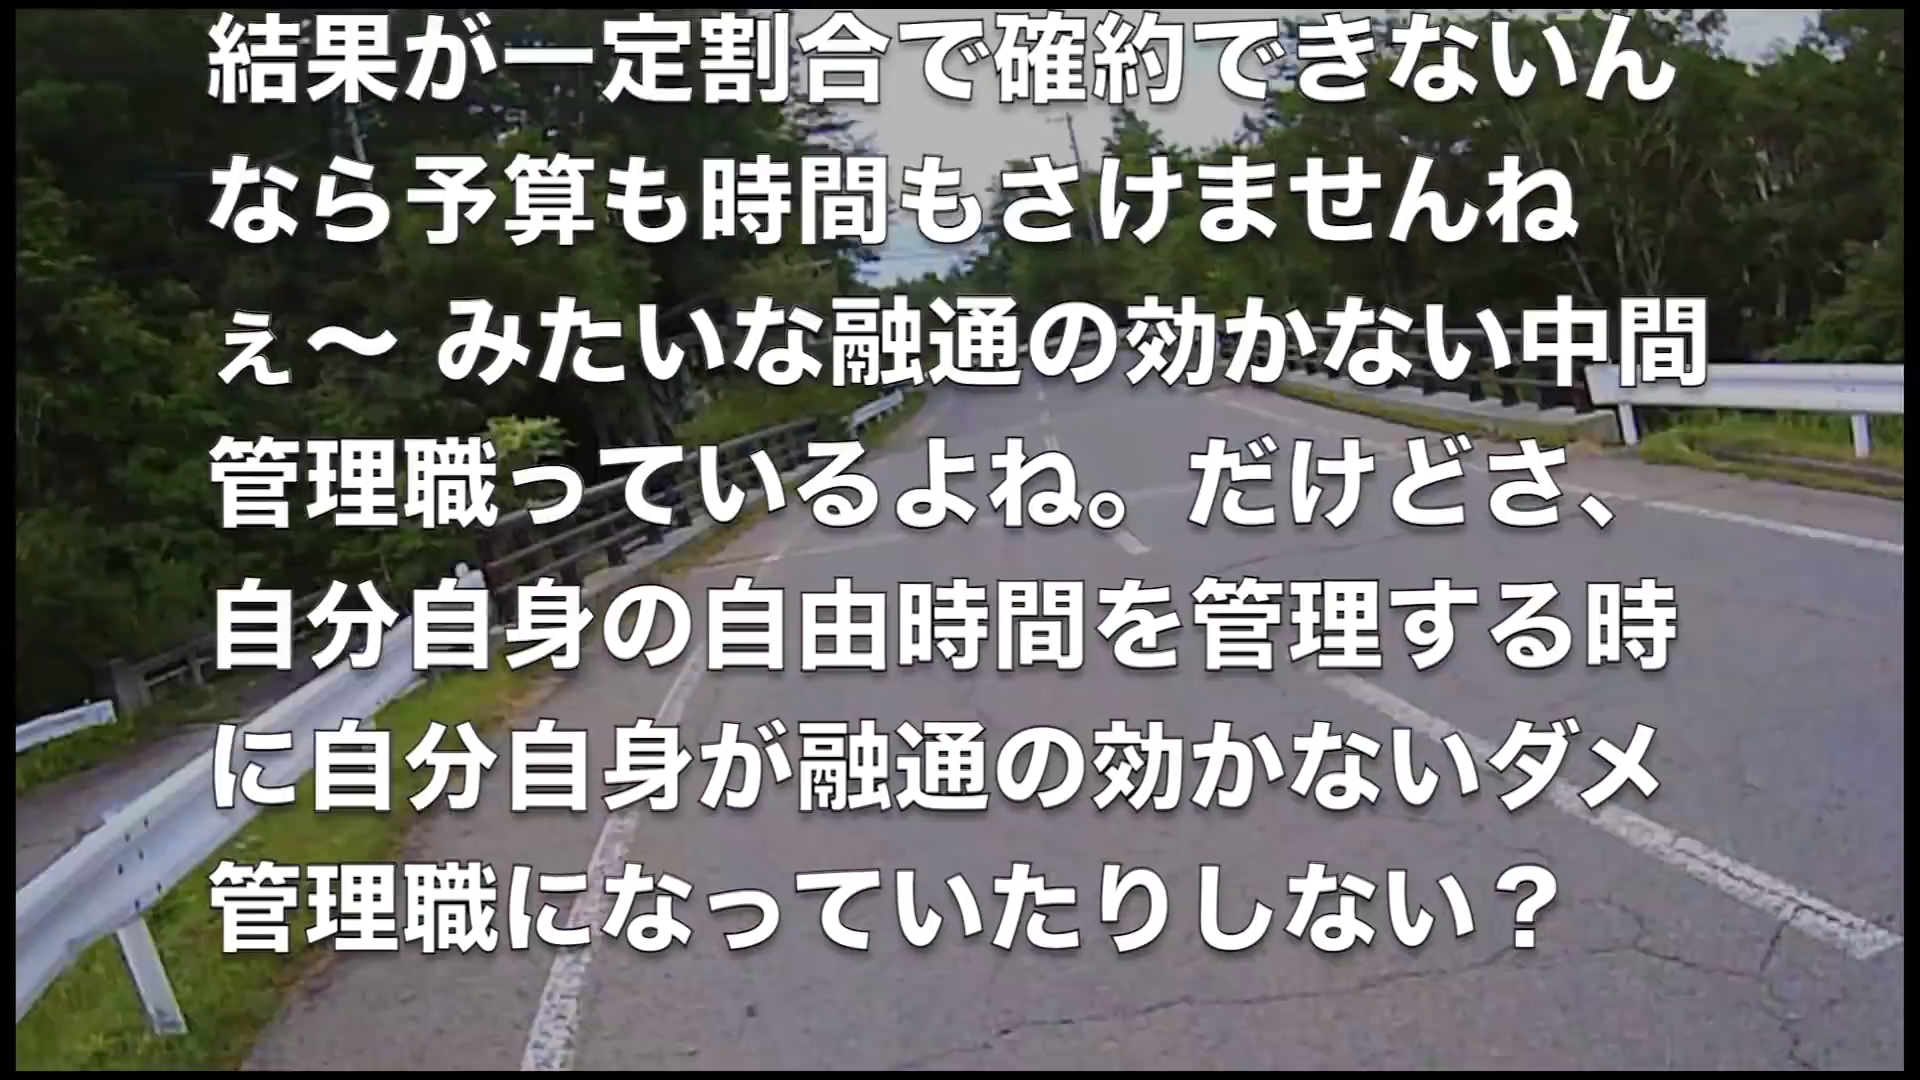 結果が一定割合で確約できないん
なら予算も時間もさけませんね
ぇ〜 みたいな融通の効かない中間
管理職っているよね。だけどさ、
自分自身の自由時間を管理する時
に自分自身が融通の効かないダメ
管理職になっていたりしない？